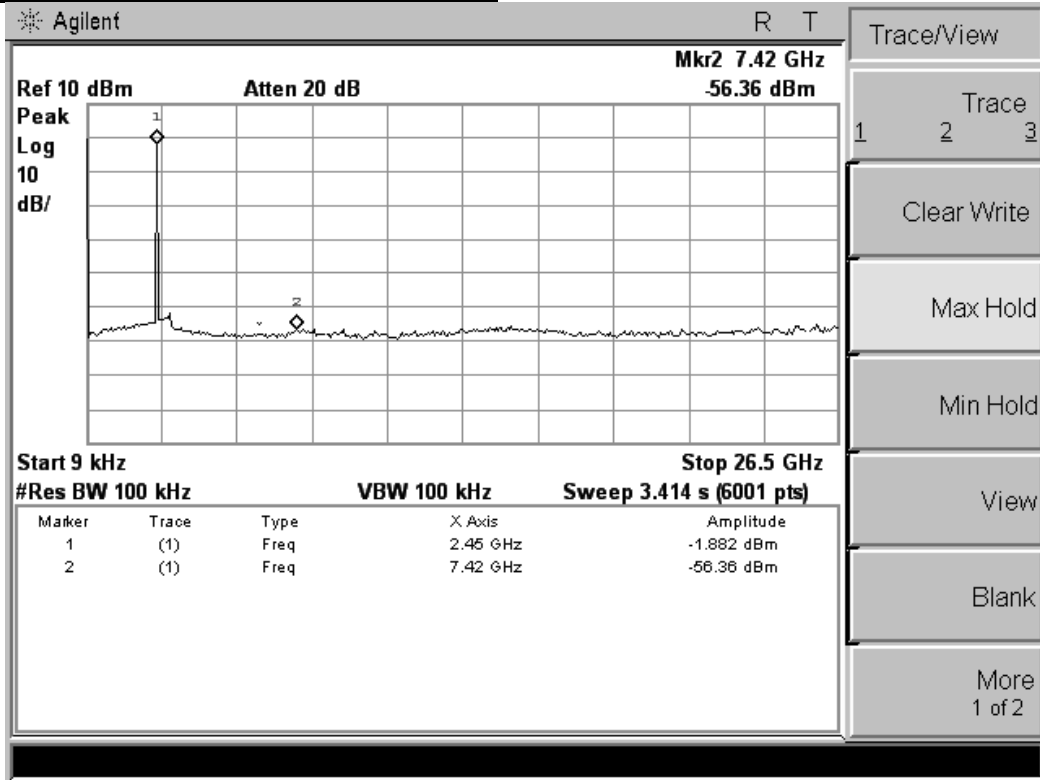 Agilent R T
Mkr2 7.42 GHz
Ref 10 dBm Atten 20 dB -56.36 dBm
Peak
Log
10
dB/
1
2
Start 9 kHz Stop 26.5 GHz
#Res BW 100 kHz VBW 100 kHz Sweep 3.414 s (6001 pts)
Marker Trace Type X Axis Amplitude
1 (1) Freq 2.45 GHz -1.882 dBm
2 (1) Freq 7.42 GHz -56.36 dBm
Trace/View
Trace
1 2 3
Clear Write
Max Hold
Min Hold
View
Blank
More
1 of 2